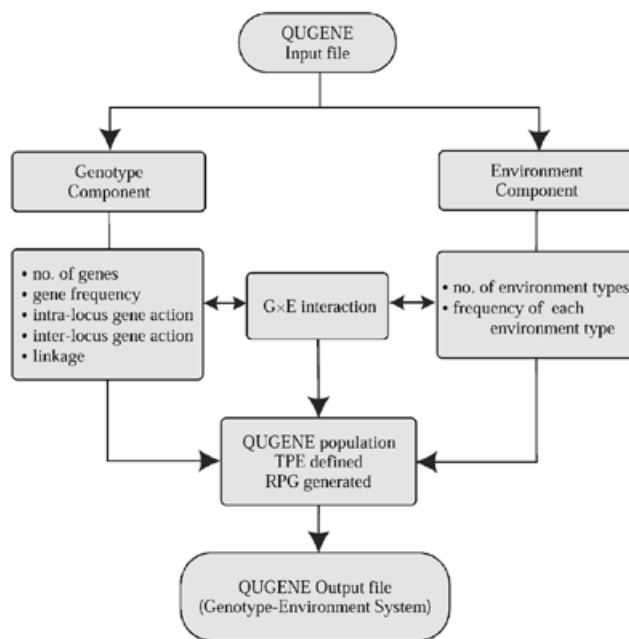 QUGENE
Input file
Genotype
Component
Environment
Component
• no. of genes
• gene frequency
• intra-locus gene action
• inter-locus gene action
• linkage
G×E interaction
• no. of environment types
• frequency of each
environment type
QUGENE population
TPE defined
RPG generated
QUGENE Output file
(Genotype-Environment System)